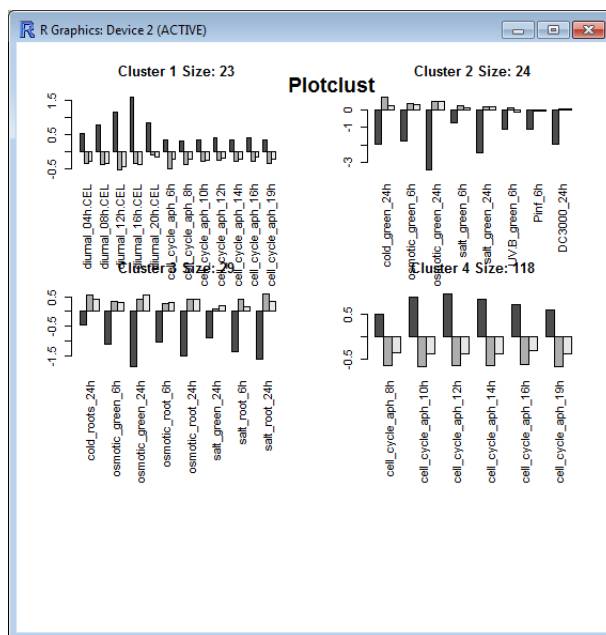 R Graphics: Device 2 (ACTIVE)
Plotclust
Cluster 1 Size: 23
1.5
0.5
-0.5
diurnal_04h.CEL
diurnal_08h.CEL
diurnal_12h.CEL
diurnal_16h.CEL
diurnal_20h.CEL
cell_cycle_aph_6h
cell_cycle_aph_8h
cell_cycle_aph_10h
cell_cycle_aph_12h
cell_cycle_aph_14h
cell_cycle_aph_16h
cell_cycle_aph_19h
Cluster 2 Size: 24
0
-1
-3
cold_green_24h
osmotic_green_6h
osmotic_green_24h
salt_green_6h
salt_green_24h
UV.B_green_6h
Pinf_6h
DC3000_24h
Cluster 3 Size: 29
0.5
-0.5
-1.5
cold_roots_24h
osmotic_green_6h
osmotic_green_24h
osmotic_root_6h
osmotic_root_24h
salt_green_24h
salt_root_6h
salt_root_24h
Cluster 4 Size: 118
0.5
-0.5
cell_cycle_aph_8h
cell_cycle_aph_10h
cell_cycle_aph_12h
cell_cycle_aph_14h
cell_cycle_aph_16h
cell_cycle_aph_19h